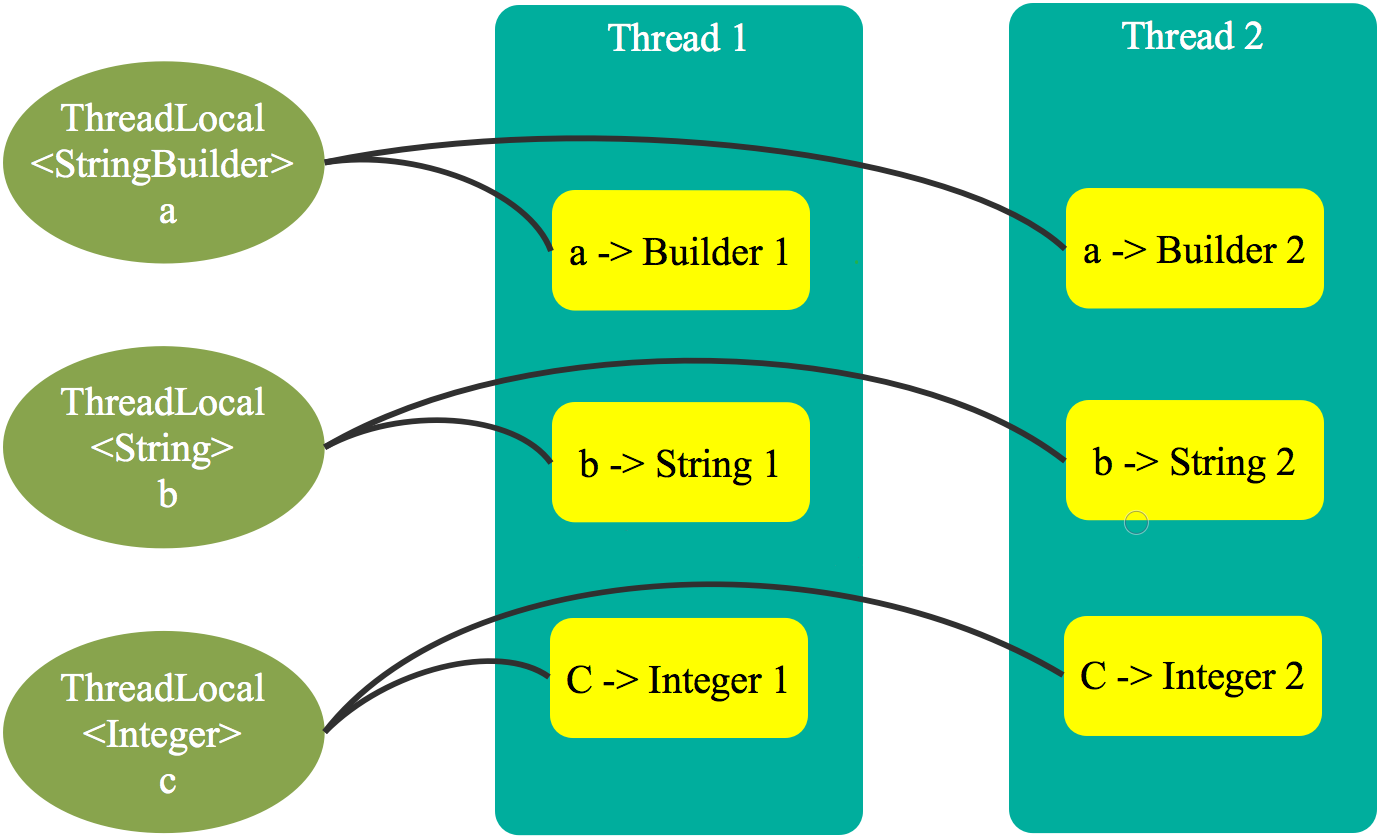 Thread 1
Thread 2
ThreadLocal
<StringBuilder>
a
a -> Builder 1
a -> Builder 2
ThreadLocal
<String>
b
b -> String 1
b -> String 2
ThreadLocal
<Integer>
c
C -> Integer 1
C -> Integer 2